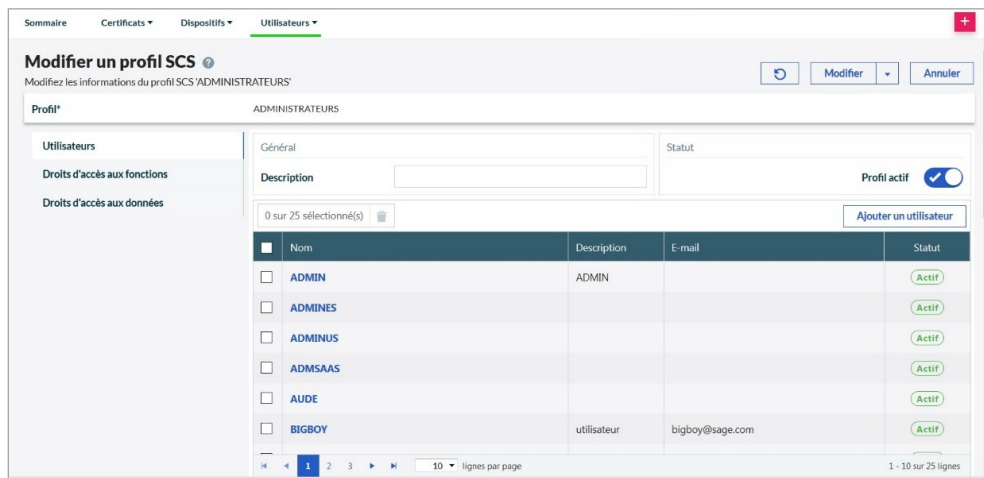 Sommaire Certificats Dispositifs Utilisateurs
Modifier un profil SCS
Modifiez les informations du profil SCS 'ADMINISTRATEURS'
Modifier Annuler
Profil* ADMINISTRATEURS
Utilisateurs
Droits d'accès aux fonctions
Droits d'accès aux données
Général
Description
Statut
Profil actif
0 sur 25 sélectionné(s)
Ajouter un utilisateur
Nom Description E-mail Statut
ADMIN ADMIN Actif
ADMINES Actif
ADMINUS Actif
ADMSAAS Actif
AUDE Actif
BIGBOY utilisateur bigboy@sage.com Actif
1 2 3 10 lignes par page 1 - 10 sur 25 lignes